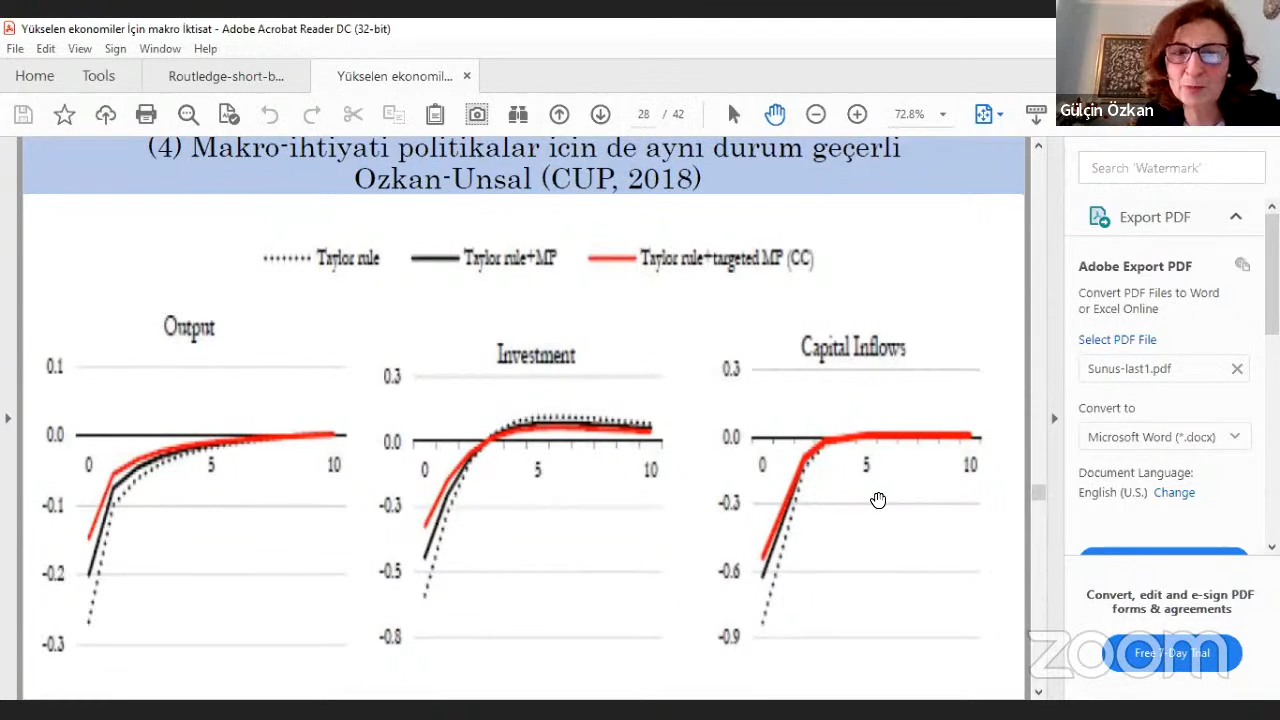 Yükselen ekonomiler İçin makro İktisat - Adobe Acrobat Reader DC (32-bit)
File Edit View Sign Window Help
Home Tools Routledge-short-b... Yükselen ekonomil... ×
28 / 42 72.8%
Gülçin Özkan
(4) Makro-ihtiyati politikalar icin de aynı durum geçerli
Ozkan-Unsal (CUP, 2018)
Taylor rule Taylor rule+MP Taylor rule+targeted MP (CC)
Output
0.1
0.0
-0.1
-0.2
-0.3
0 5 10
Investment
0.3
0.0
-0.3
-0.5
-0.8
0 5 10
Capital Inflows
0.3
0.0
-0.3
-0.6
-0.9
0 5 10
Search 'Watermark'
Export PDF
Adobe Export PDF
Convert PDF Files to Word
or Excel Online
Select PDF File
Sunus-last1.pdf
Convert to
Microsoft Word (*.docx)
Document Language:
English (U.S.) Change
Convert, edit and e-sign PDF
forms & agreements
Free 7-Day Trial
zoom